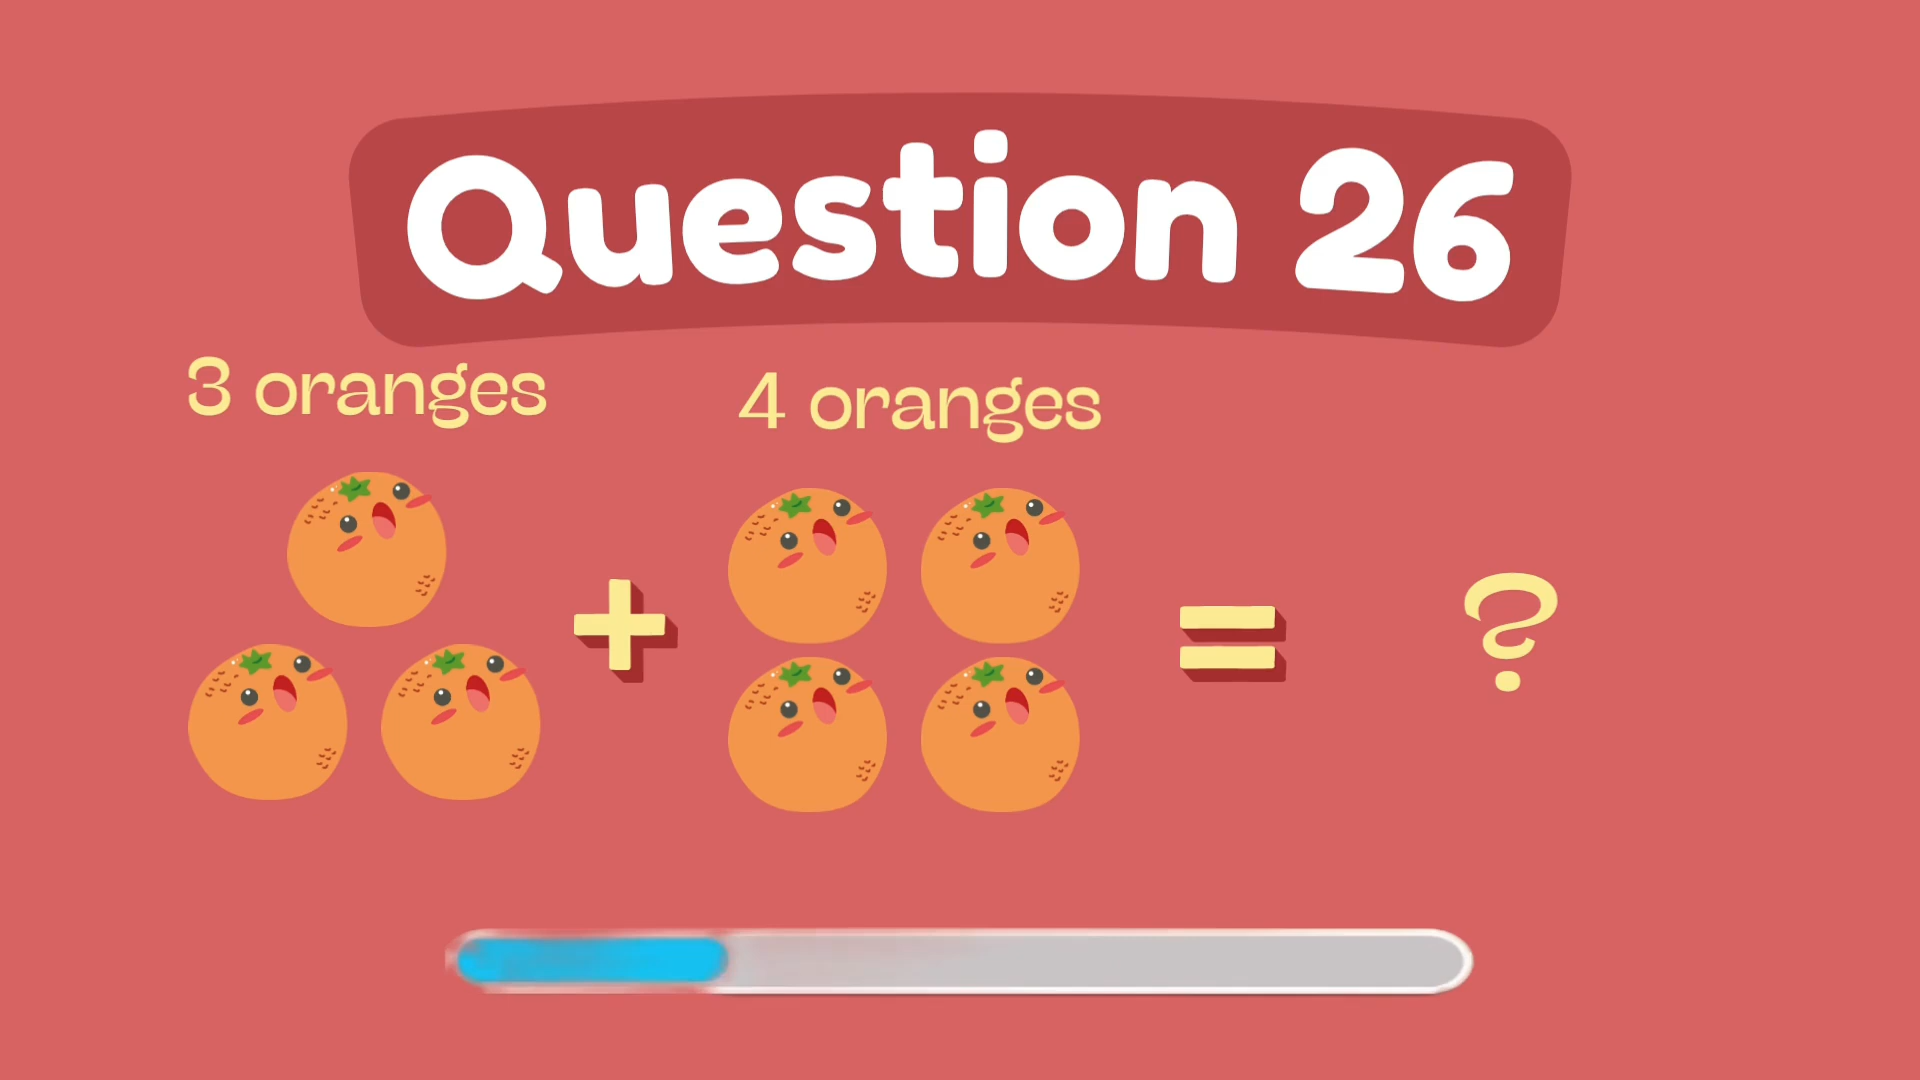 Question 26
3 oranges
4 oranges
+
=
?